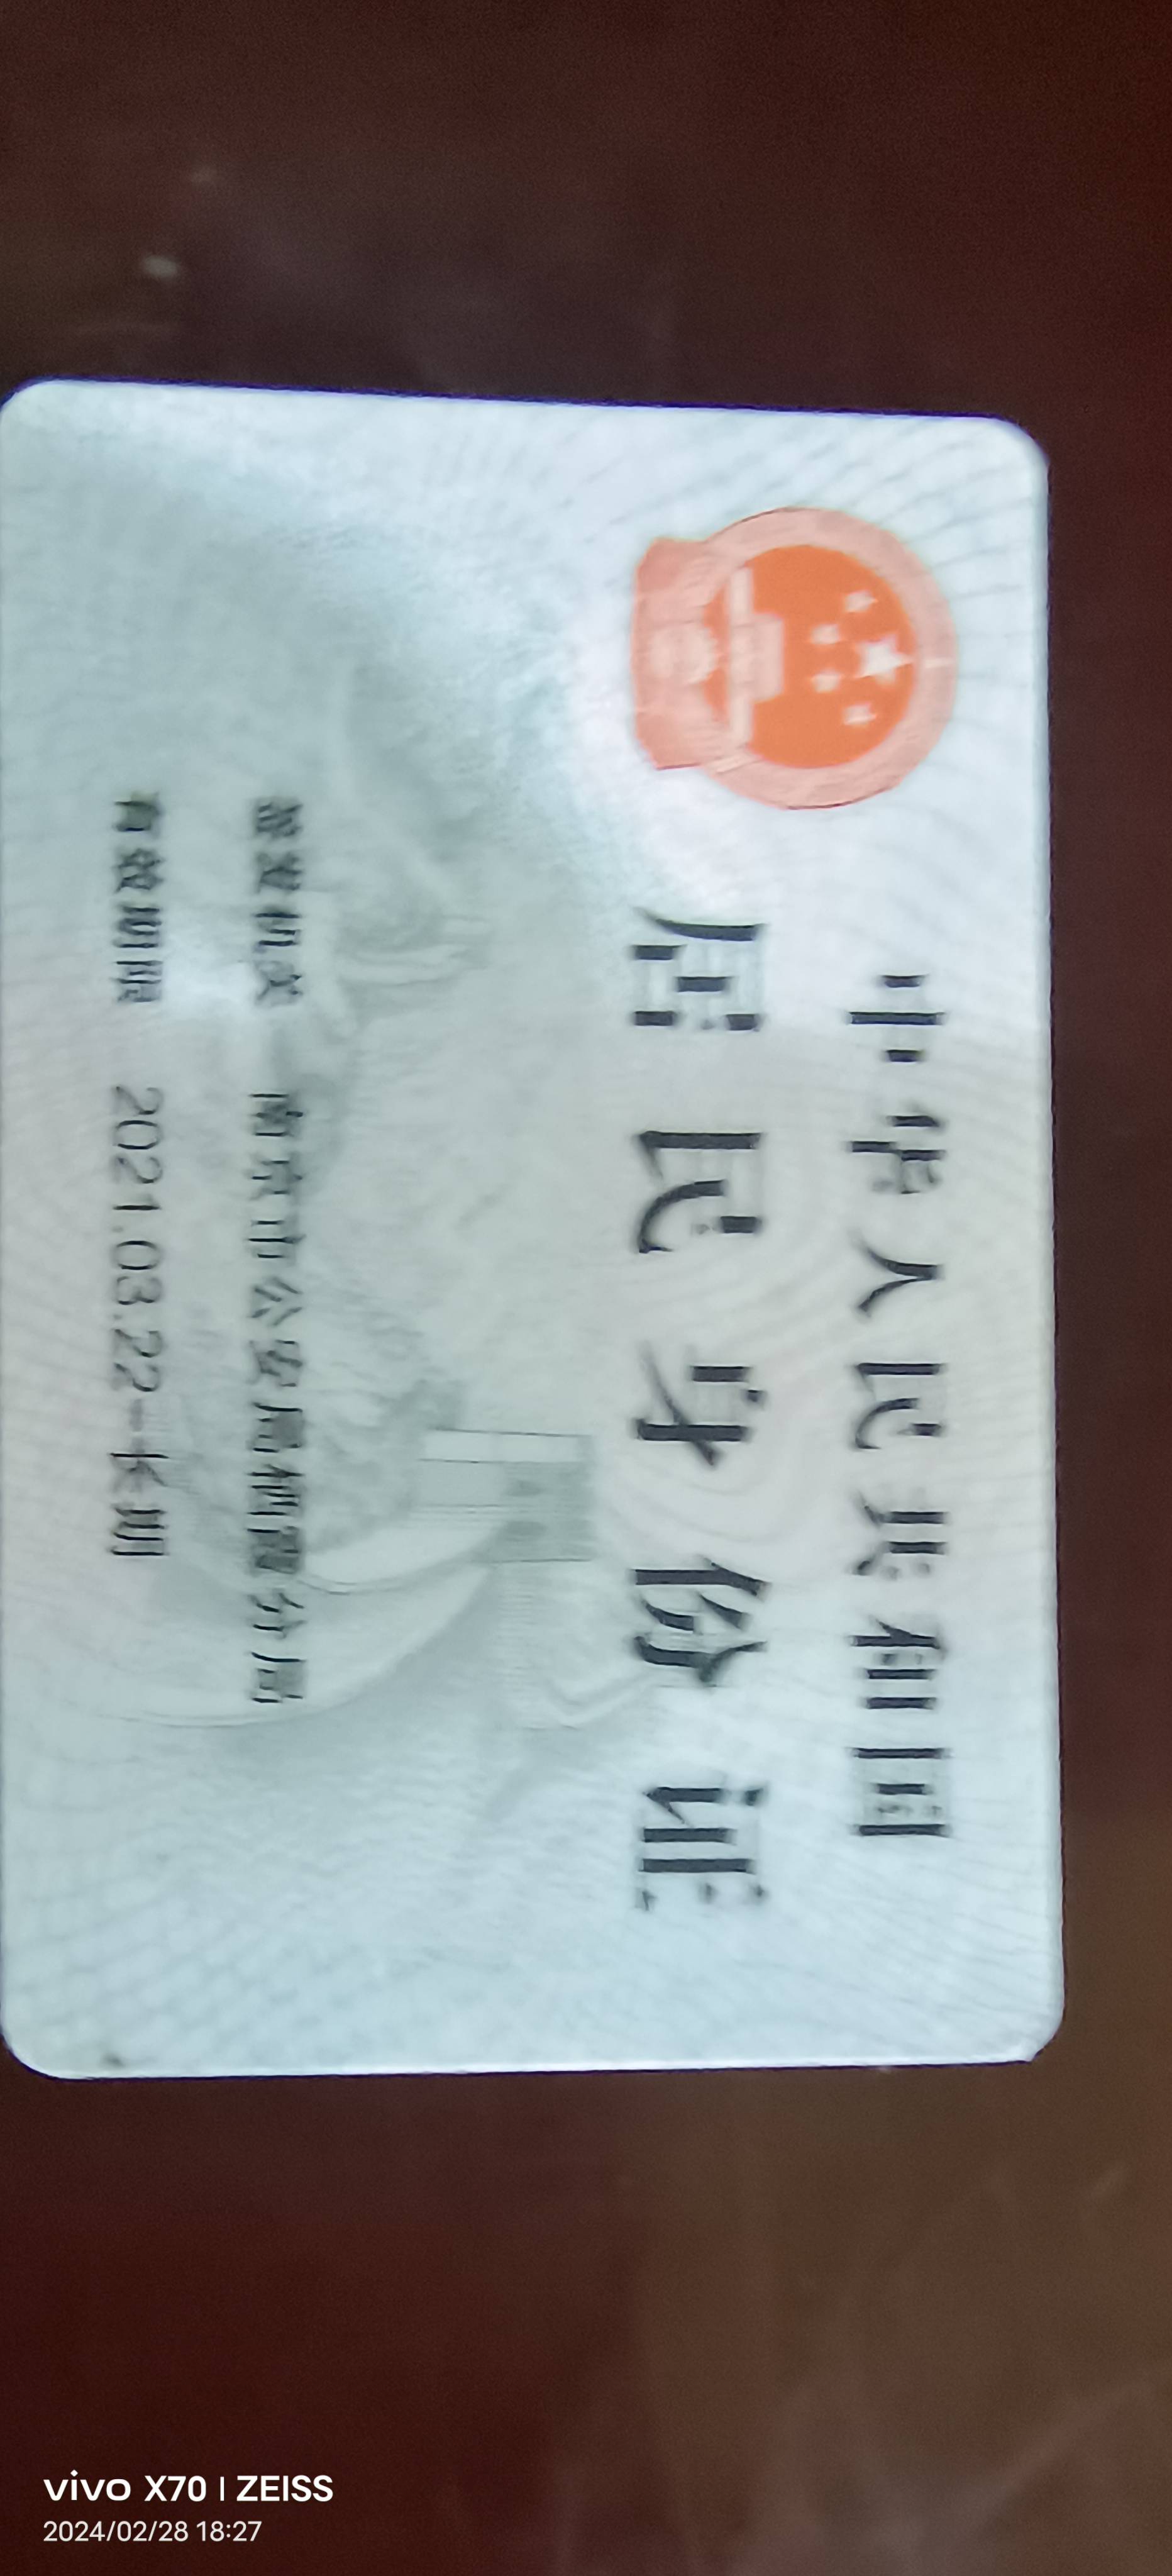 中华人民共和国
居民身份证
签发机关 南京市公安局栖霞分局
有效期限 2021.03.22-长期
vivo X70 | ZEISS
2024/02/28 18:27